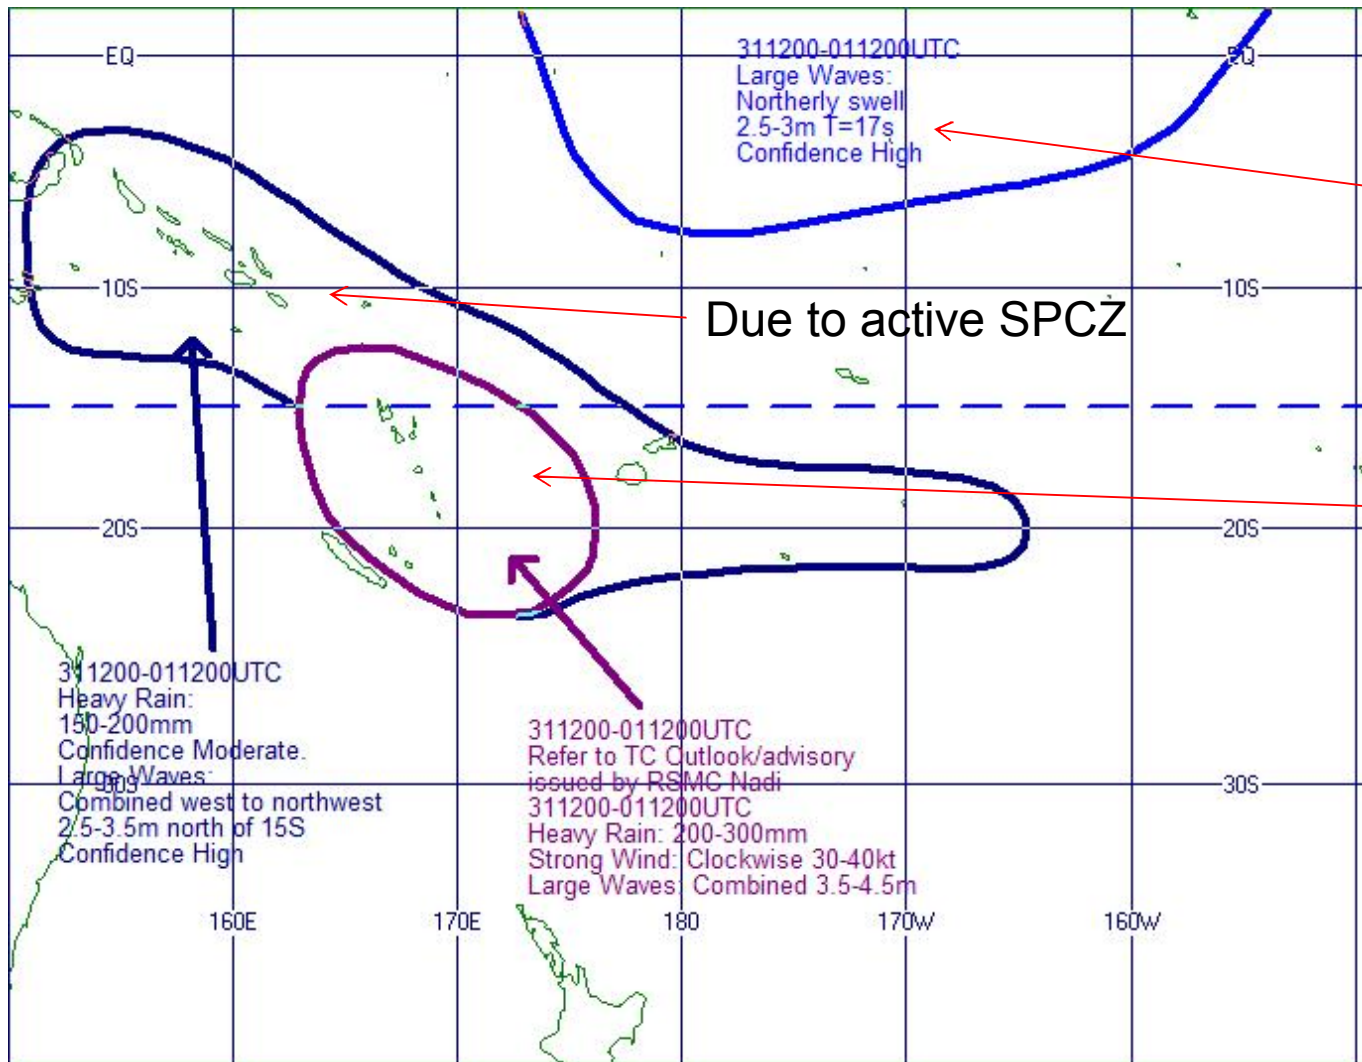 EQ
311200-011200UTC
Large Waves:
Northerly swell
2.5-3m T=17s
Confidence High
EQ
10S
Due to active SPCZ
10S
20S
20S
311200-011200UTC
Heavy Rain:
150-200mm
Confidence Moderate.
Large Waves:
30S
Combined west to northwest
2.5-3.5m north of 15S
Confidence High
311200-011200UTC
Refer to TC Outlook/advisory
issued by RSMC Nadi
311200-011200UTC
Heavy Rain: 200-300mm
Strong Wind: Clockwise 30-40kt
Large Waves: Combined 3.5-4.5m
30S
160E
170E
180
170W
160W